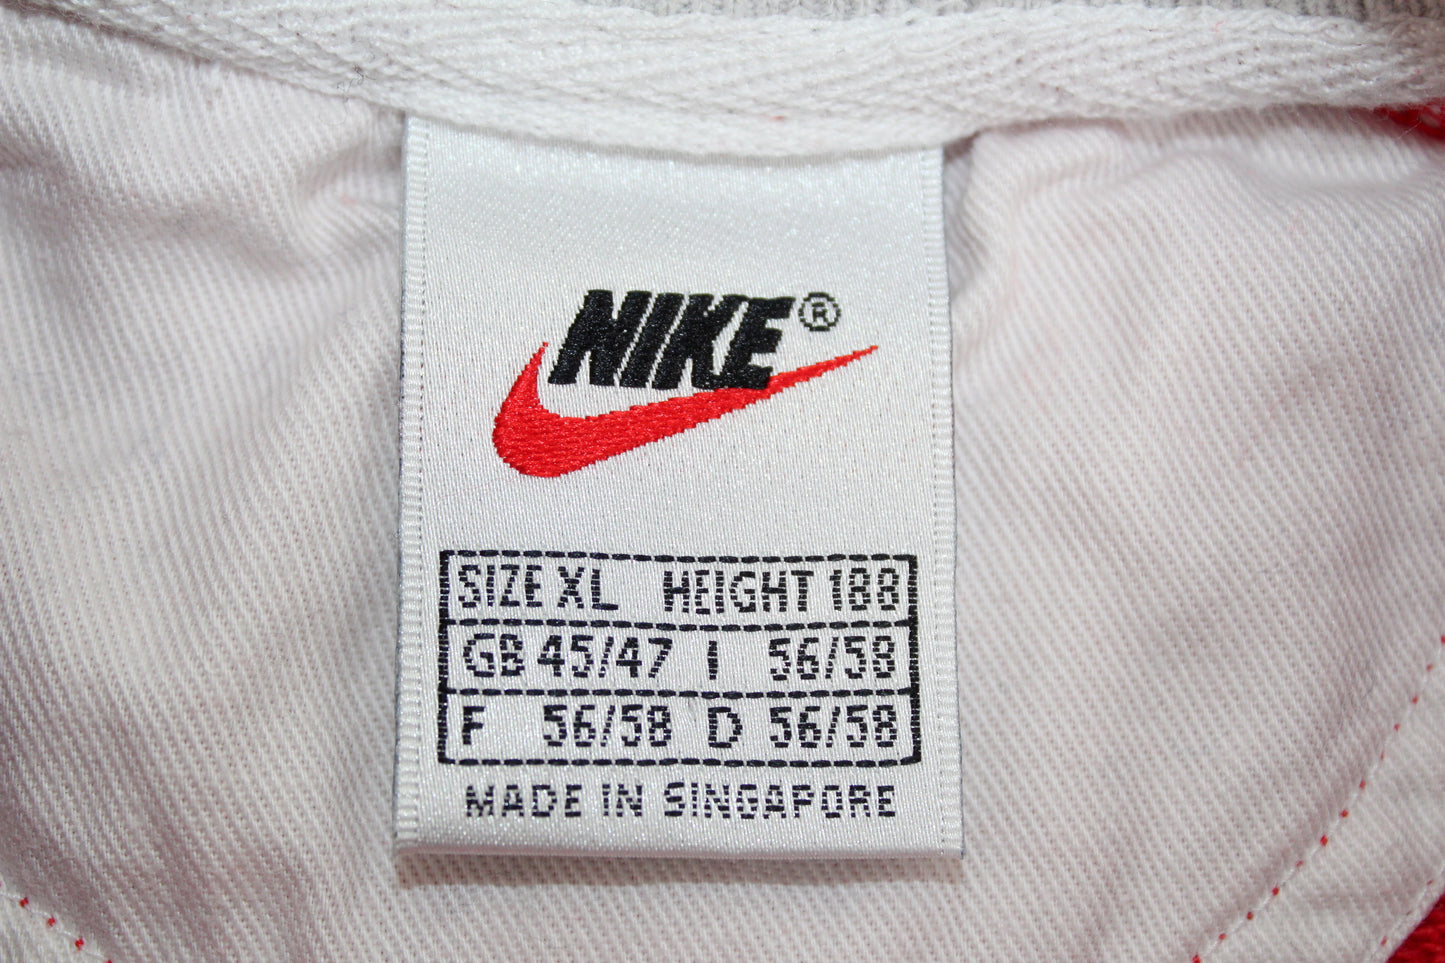 NIKE®
SIZE XL HEIGHT 188
GB 45/47 I 56/58
F 56/58 D 56/58
MADE IN SINGAPORE